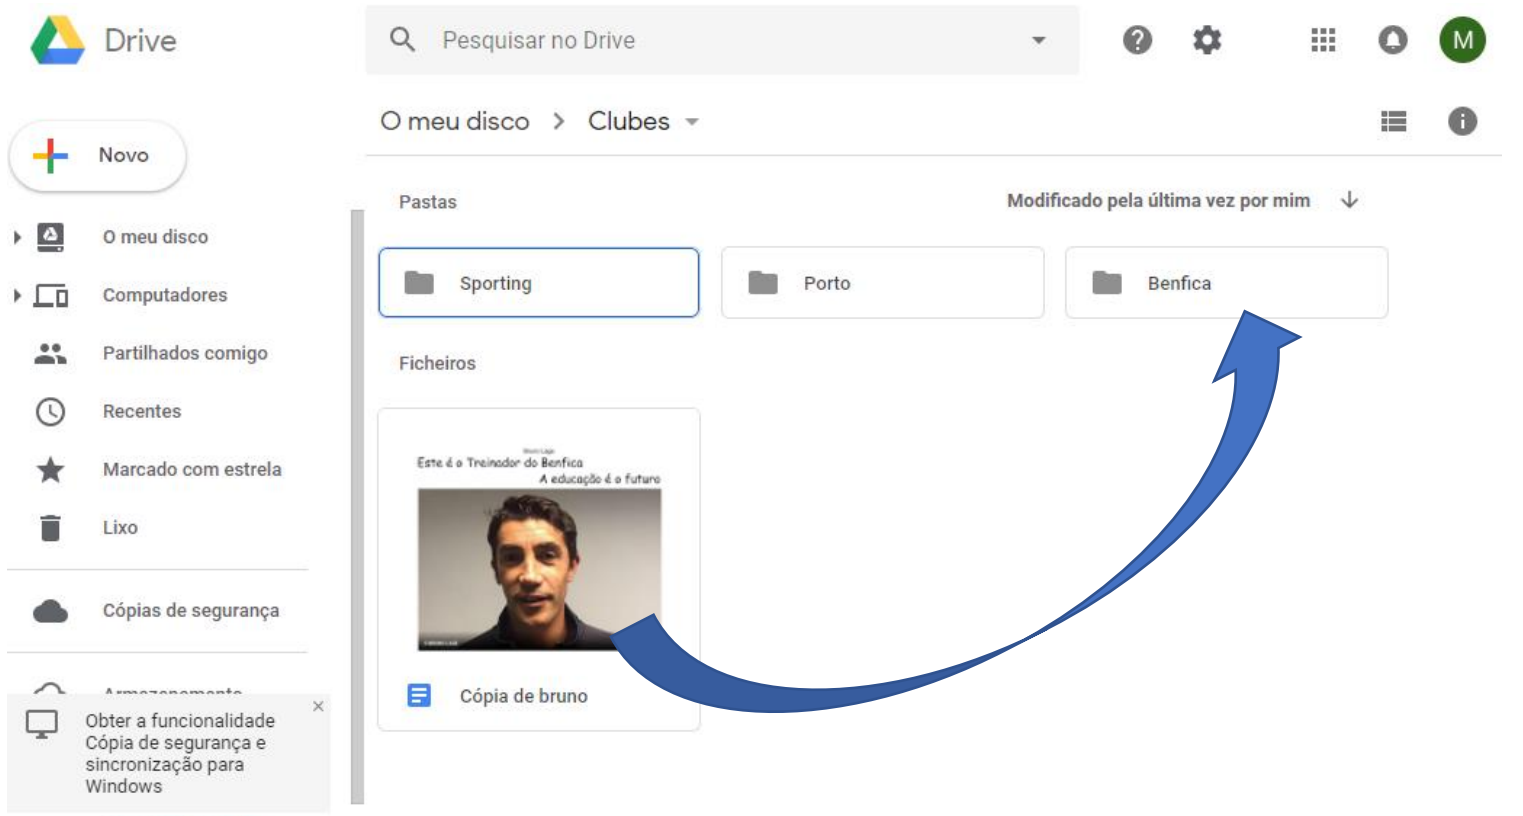 Drive
Pesquisar no Drive
M
O meu disco > Clubes
Novo
Pastas
Modificado pela última vez por mim
O meu disco
Sporting
Porto
Benfica
Computadores
Partilhados comigo
Ficheiros
Recentes
Marcado com estrela
Este é o Treinador do Benfica
A educação é o futuro
Lixo
Cópias de segurança
Armazenamento
Cópia de bruno
Obter a funcionalidade
Cópia de segurança e
sincronização para
Windows